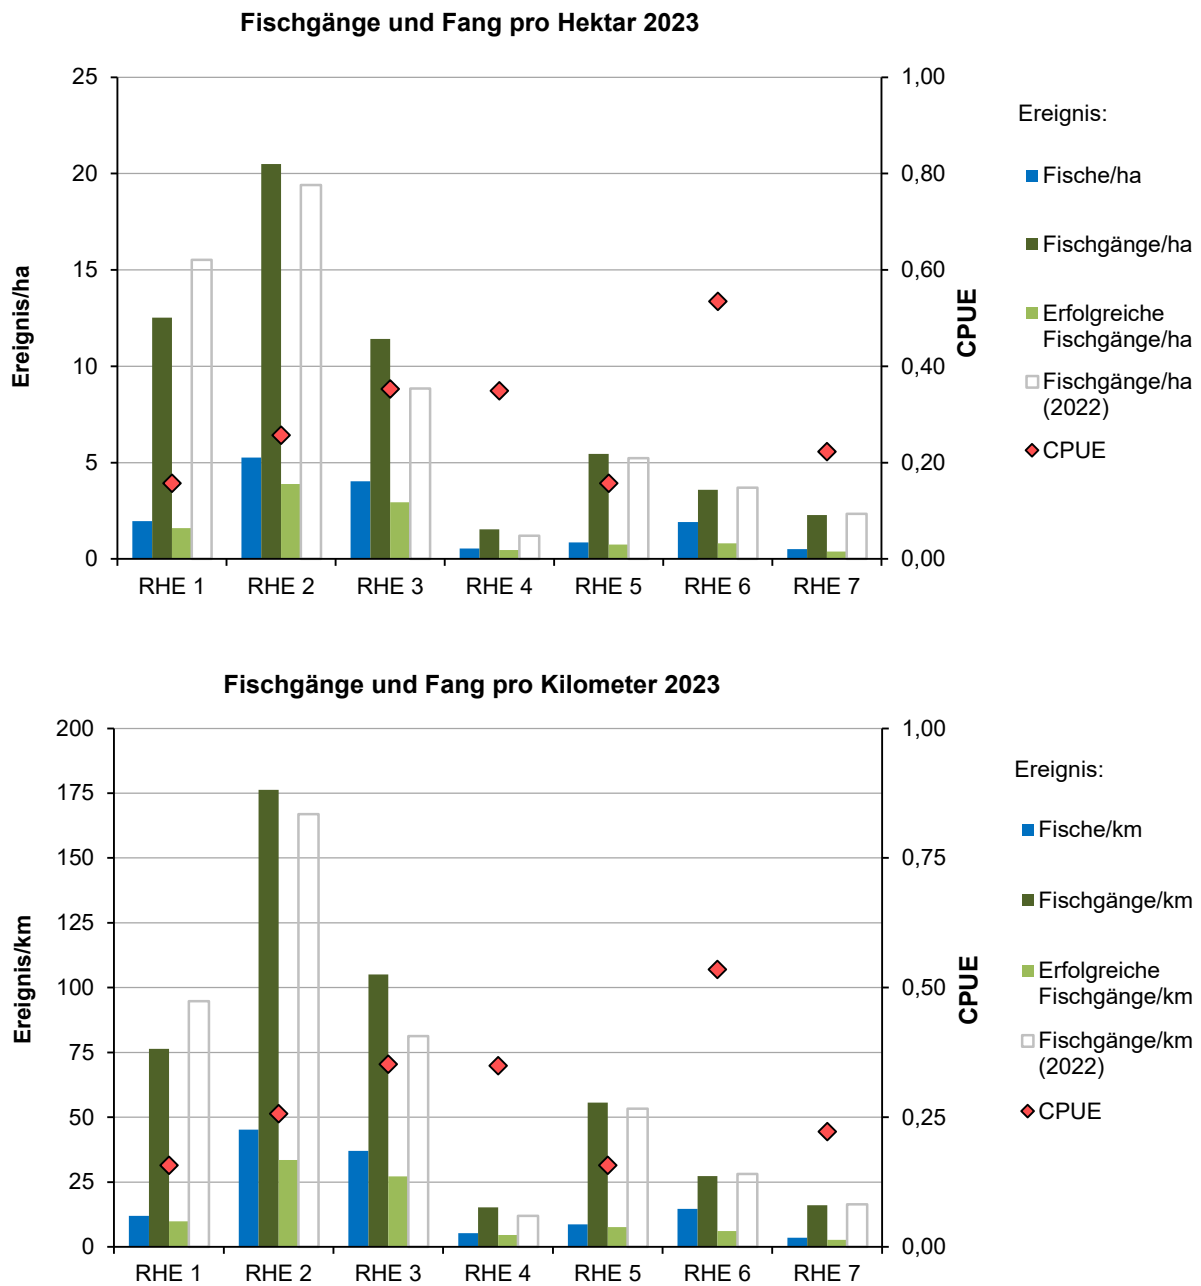 Fischgänge und Fang pro Hektar 2023
Ereignis/ha
25
20
15
10
5
0
1,00
0,80
0,60
0,40
0,20
0,00
CPUE
RHE 1 RHE 2 RHE 3 RHE 4 RHE 5 RHE 6 RHE 7
Ereignis:
Fische/ha
Fischgänge/ha
Erfolgreiche
Fischgänge/ha
Fischgänge/ha
(2022)
CPUE
Fischgänge und Fang pro Kilometer 2023
Ereignis/km
200
175
150
125
100
75
50
25
0
1,00
0,75
0,50
0,25
0,00
CPUE
RHE 1 RHE 2 RHE 3 RHE 4 RHE 5 RHE 6 RHE 7
Ereignis:
Fische/km
Fischgänge/km
Erfolgreiche
Fischgänge/km
Fischgänge/km
(2022)
CPUE